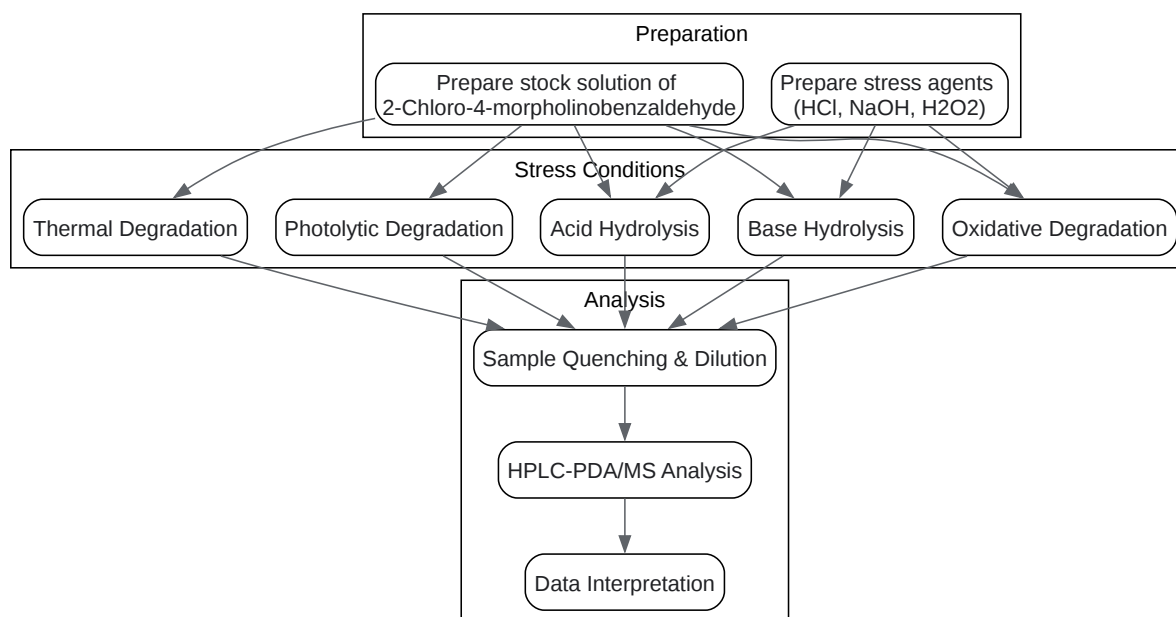 Preparation
Prepare stock solution of
2-Chloro-4-morpholinobenzaldehyde
Prepare stress agents
(HCl, NaOH, H2O2)
Stress Conditions
Thermal Degradation
Photolytic Degradation
Acid Hydrolysis
Base Hydrolysis
Oxidative Degradation
Analysis
Sample Quenching & Dilution
HPLC-PDA/MS Analysis
Data Interpretation